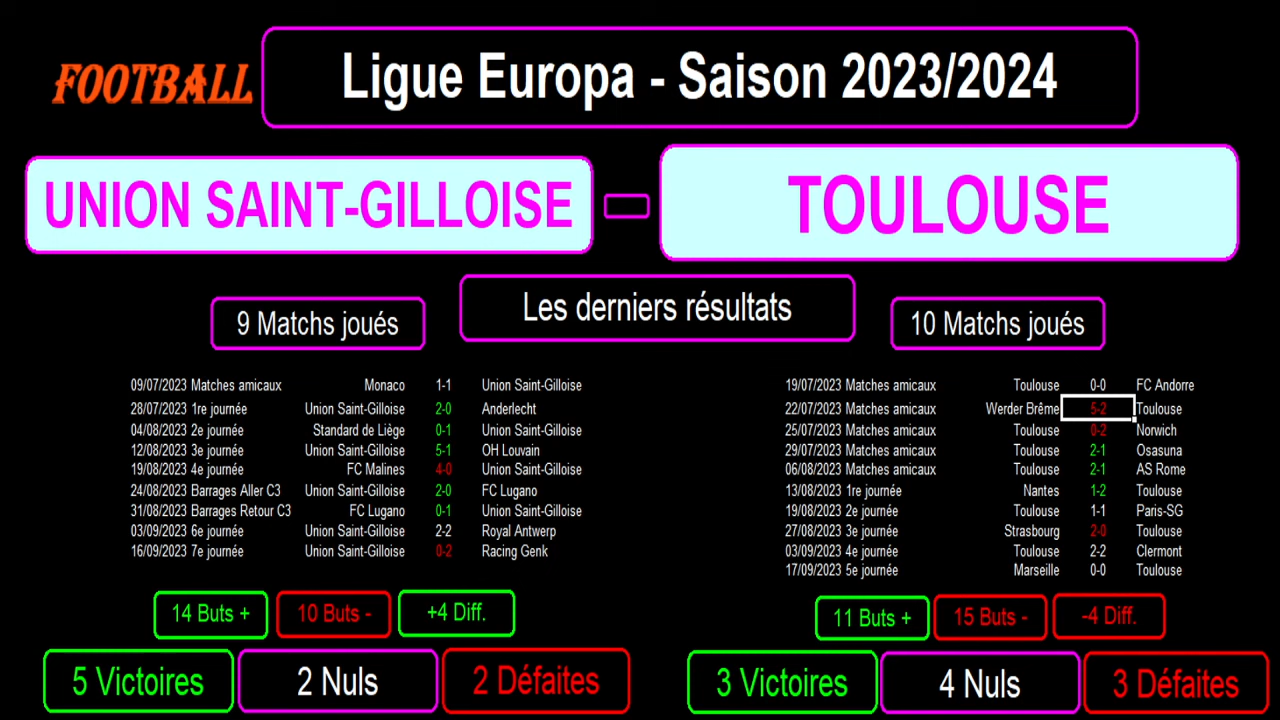 FOOTBALL
Ligue Europa - Saison 2023/2024
UNION SAINT-GILLOISE
TOULOUSE
Les derniers résultats
9 Matchs joués
10 Matchs joués
09/07/2023 Matches amicaux Monaco 1-1 Union Saint-Gilloise
28/07/2023 1re journée Union Saint-Gilloise 2-0 Anderlecht
04/08/2023 2e journée Standard de Liège 0-1 Union Saint-Gilloise
12/08/2023 3e journée Union Saint-Gilloise 5-1 OH Louvain
19/08/2023 4e journée FC Malines 4-0 Union Saint-Gilloise
24/08/2023 Barrages Aller C3 Union Saint-Gilloise 2-0 FC Lugano
31/08/2023 Barrages Retour C3 FC Lugano 0-1 Union Saint-Gilloise
03/09/2023 6e journée Union Saint-Gilloise 2-2 Royal Antwerp
16/09/2023 7e journée Union Saint-Gilloise 0-2 Racing Genk
19/07/2023 Matches amicaux Toulouse 0-0 FC Andorre
22/07/2023 Matches amicaux Werder Brême 5-2 Toulouse
25/07/2023 Matches amicaux Toulouse 0-2 Norwich
29/07/2023 Matches amicaux Toulouse 2-1 Osasuna
06/08/2023 Matches amicaux Toulouse 2-1 AS Rome
13/08/2023 1re journée Nantes 1-2 Toulouse
19/08/2023 2e journée Toulouse 1-1 Paris-SG
27/08/2023 3e journée Strasbourg 2-0 Toulouse
03/09/2023 4e journée Toulouse 2-2 Clermont
17/09/2023 5e journée Marseille 0-0 Toulouse
14 Buts +
10 Buts -
+4 Diff.
11 Buts +
15 Buts -
-4 Diff.
5 Victoires
2 Nuls
2 Défaites
3 Victoires
4 Nuls
3 Défaites